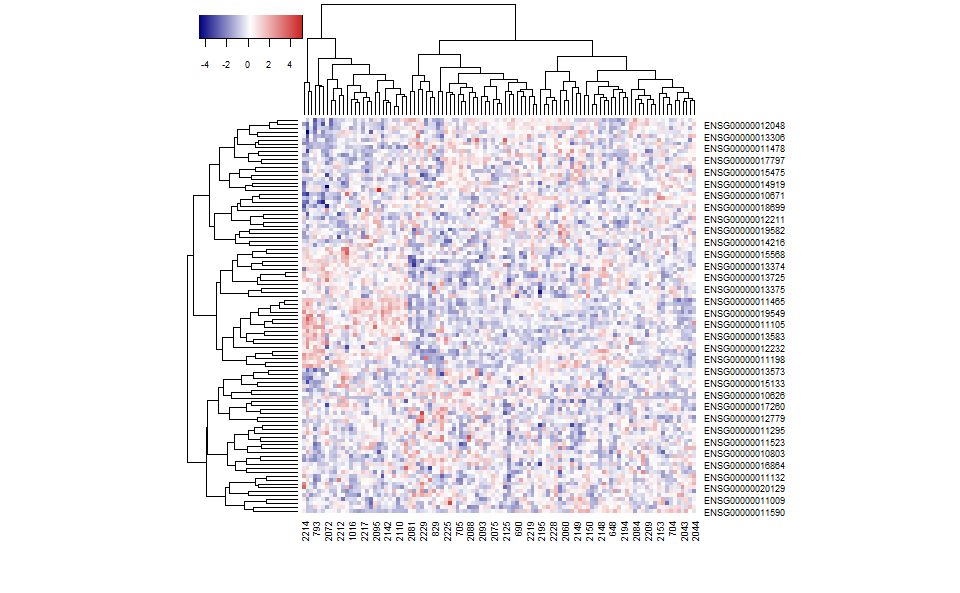 -4 -2 0 2 4
ENSG00000012048
ENSG00000013306
ENSG00000011478
ENSG00000017797
ENSG00000015475
ENSG00000014919
ENSG00000010671
ENSG00000018699
ENSG00000012211
ENSG00000019582
ENSG00000014216
ENSG00000015568
ENSG00000013374
ENSG00000013725
ENSG00000013375
ENSG00000011465
ENSG00000019549
ENSG00000011105
ENSG00000013583
ENSG00000012232
ENSG00000011198
ENSG00000013573
ENSG00000015133
ENSG00000010626
ENSG00000017260
ENSG00000012779
ENSG00000011295
ENSG00000011523
ENSG00000010803
ENSG00000016864
ENSG00000011132
ENSG00000020129
ENSG00000011009
ENSG00000011590
2214 793 2072 2212 1016 2217 2095 2142 2110 2081 2229 829 2225 705 2088 2093 2075 2125 690 2219 2195 2228 2060 2149 2150 2148 648 2194 2084 2209 2153 704 2043 2044